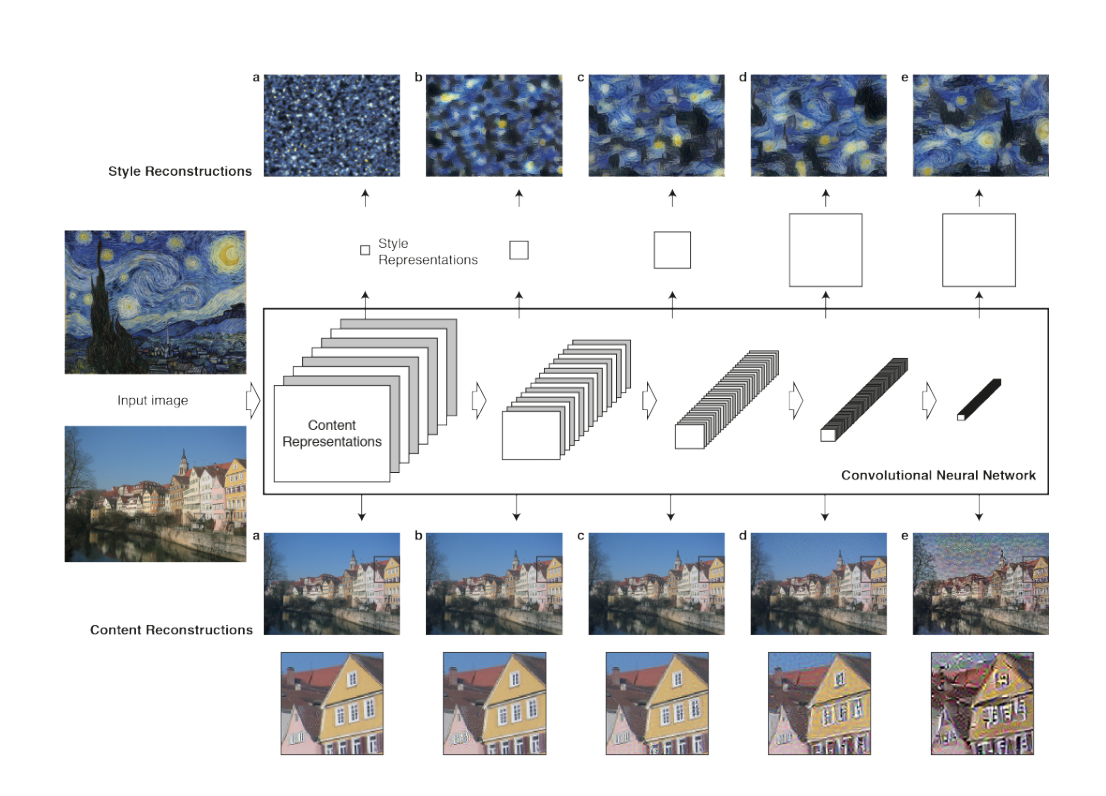 a
b
c
d
e
Style Reconstructions
Style
Representations
Input image
Content
Representations
Convolutional Neural Network
a
b
c
d
e
Content Reconstructions